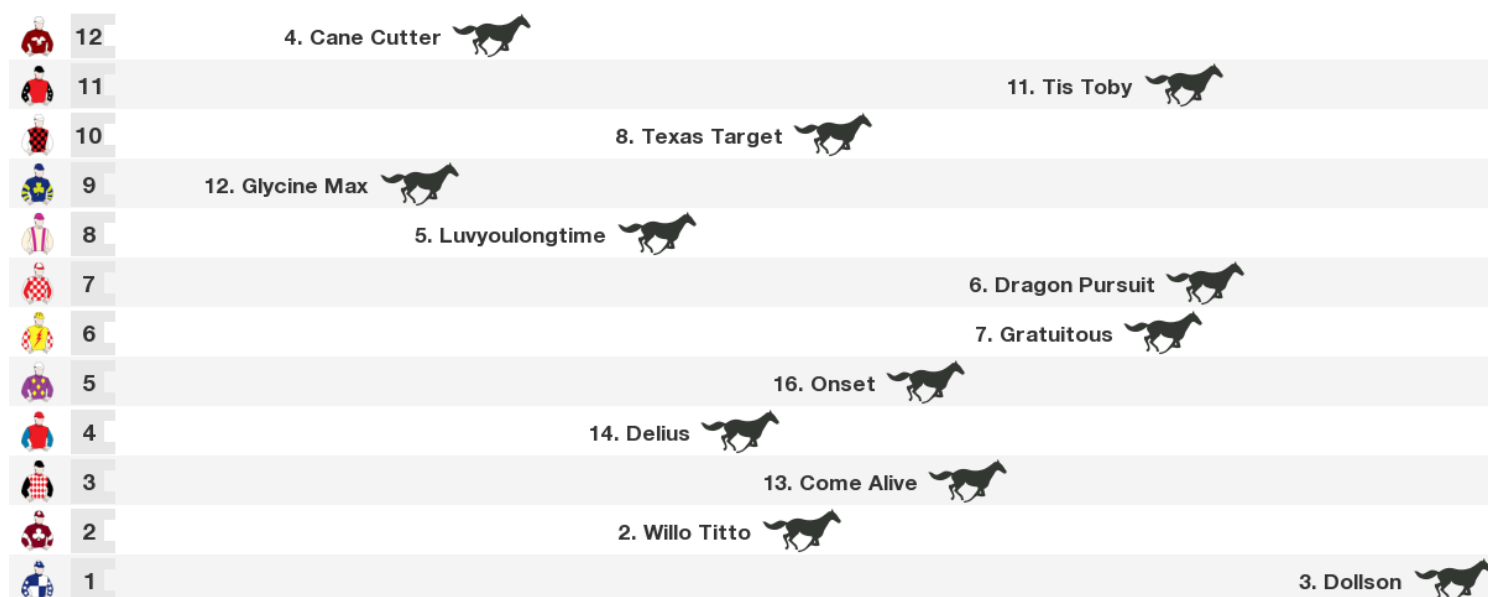 12 4. Cane Cutter
11 11. Tis Toby
10 8. Texas Target
9 12. Glycine Max
8 5. Luvyoulongtime
7 6. Dragon Pursuit
6 7. Gratuitous
5 16. Onset
4 14. Delius
3 13. Come Alive
2 2. Willo Titto
1 3. Dollson